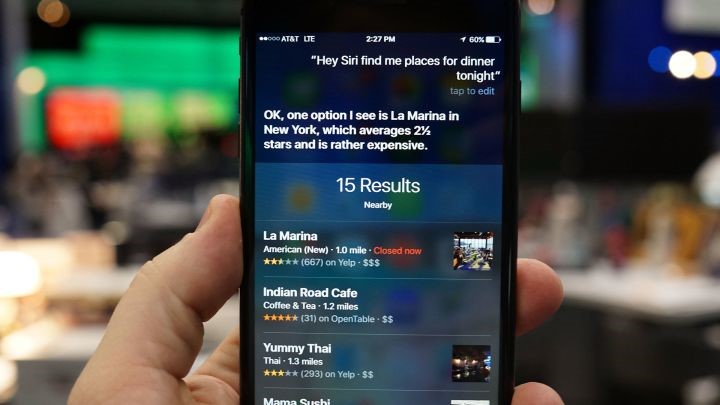 AT&T LTE 2:27 PM 60%
"Hey Siri find me places for dinner
tonight"
tap to edit
OK, one option I see is La Marina in
New York, which averages 2½
stars and is rather expensive.
15 Results
Nearby
La Marina
American (New) · 1.0 mile · Closed now
(667) on Yelp · $$$
Indian Road Cafe
Coffee & Tea · 1.2 miles
(31) on OpenTable · $$
Yummy Thai
Thai · 1.3 miles
(293) on Yelp · $$
Mama Sushi